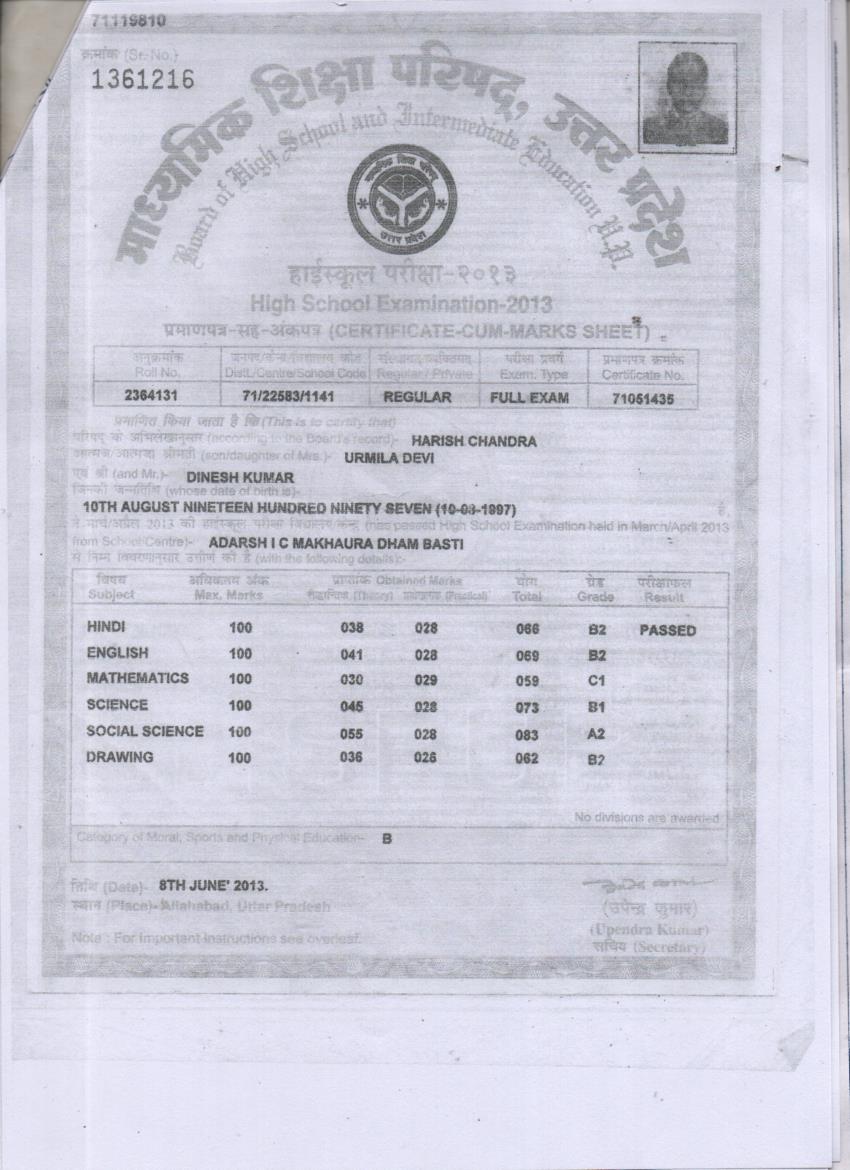 71119810
क्रमांक (Sr. No.)
1361216
माध्यमिक शिक्षा परिषद, उत्तर प्रदेश
Board of High School and Intermediate Education U.P.
माध्यमिक शिक्षा परिषद्
उत्तर प्रदेश
हाईस्कूल परीक्षा-२०१३
High School Examination-2013
प्रमाणपत्र-सह-अंकपत्र (CERTIFICATE-CUM-MARKS SHEET)
अनुक्रमांक जनपद/केन्द्र/विद्यालय कोड संस्थागत/व्यक्तिगत परीक्षा प्रवर्ग प्रमाणपत्र क्रमांक
Roll No. Distt./Centre/School Code Regular / Private Exam. Type Certificate No.
2364131 71/22583/1141 REGULAR FULL EXAM 71051435
प्रमाणित किया जाता है कि (This is to certify that)
परिषद के अभिलेखानुसार (according to the Board's record)- HARISH CHANDRA
आत्मज/आत्मजा श्रीमती (son/daughter of Mrs.)- URMILA DEVI
एवं श्री (and Mr.)- DINESH KUMAR
जिनकी जन्मतिथि (whose date of birth is)-
10TH AUGUST NINETEEN HUNDRED NINETY SEVEN (10-08-1997) है,
ने मार्च/अप्रैल 2013 की हाईस्कूल परीक्षा विद्यालय/केन्द्र (has passed High School Examination held in March/April 2013
from School/Centre)- ADARSH I C MAKHAURA DHAM BASTI
से निम्न विवरणानुसार उत्तीर्ण की है (with the following details):-
विषय अधिकतम अंक प्राप्तांक Obtained Marks योग ग्रेड परीक्षाफल
Subject Max. Marks सैद्धान्तिक (Theory) प्रयोगात्मक (Practical) Total Grade Result
HINDI 100 038 028 066 B2 PASSED
ENGLISH 100 041 028 069 B2
MATHEMATICS 100 030 029 059 C1
SCIENCE 100 045 028 073 B1
SOCIAL SCIENCE 100 055 028 083 A2
DRAWING 100 036 026 062 B2
No divisions are awarded
Category of Moral, Sports and Physical Education- B
तिथि (Date)- 8TH JUNE' 2013.
स्थान (Place)- Allahabad, Uttar Pradesh
(उपेन्द्र कुमार)
(Upendra Kumar)
Note : For important instructions see overleaf.
सचिव (Secretary)